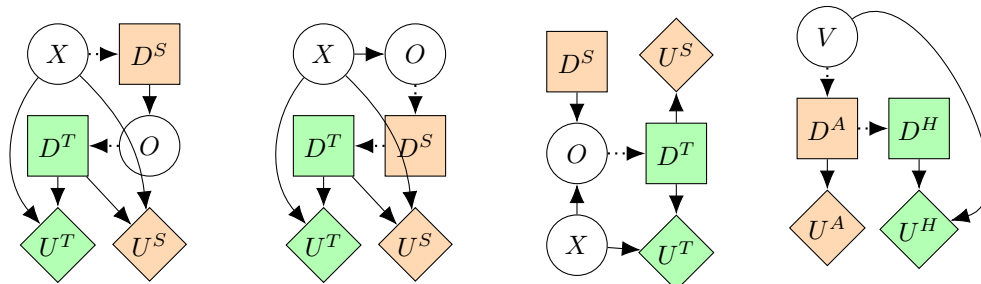 X D^S
D^T O
U^T U^S
X O
D^T D^S
U^T U^S
D^S U^S
O D^T
X U^T
V
D^A D^H
U^A U^H